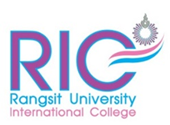 RIC
Rangsit University
International College